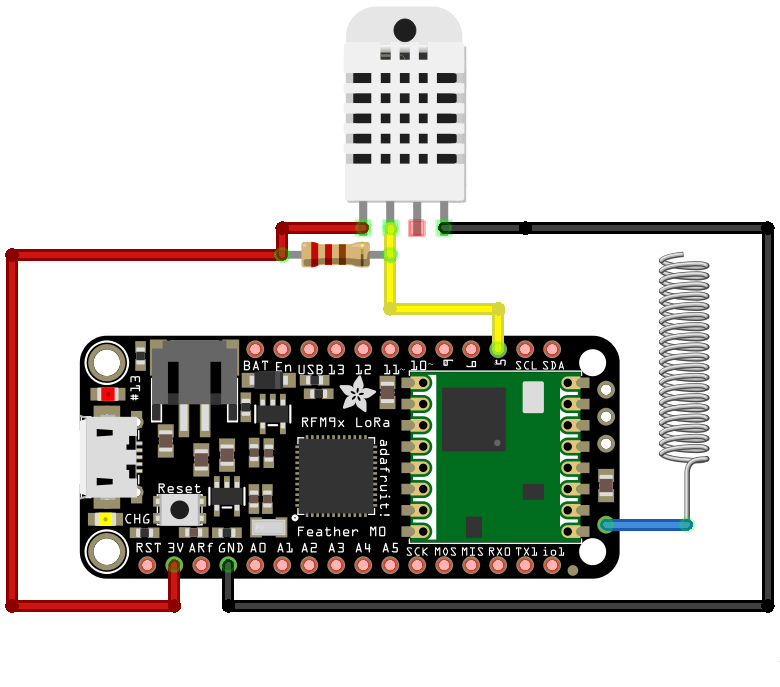 BAT En USB 13 12 11~ 10~ 9 6 5 SCL SDA
#13
RFM9x LoRa
adafruit!
Reset
CHG
Feather M0
RST 3V ARf GND A0 A1 A2 A3 A4 A5 SCK MOS MIS RX0 TX1 io1